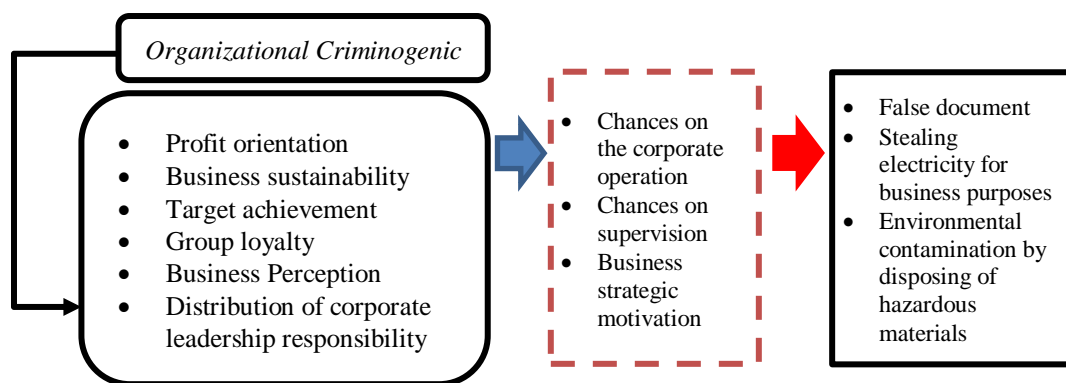 Organizational Criminogenic
• Profit orientation
• Business sustainability
• Target achievement
• Group loyalty
• Business Perception
• Distribution of corporate
leadership responsibility
• Chances on
the corporate
operation
• Chances on
supervision
• Business
strategic
motivation
• False document
• Stealing
electricity for
business purposes
• Environmental
contamination by
disposing of
hazardous
materials